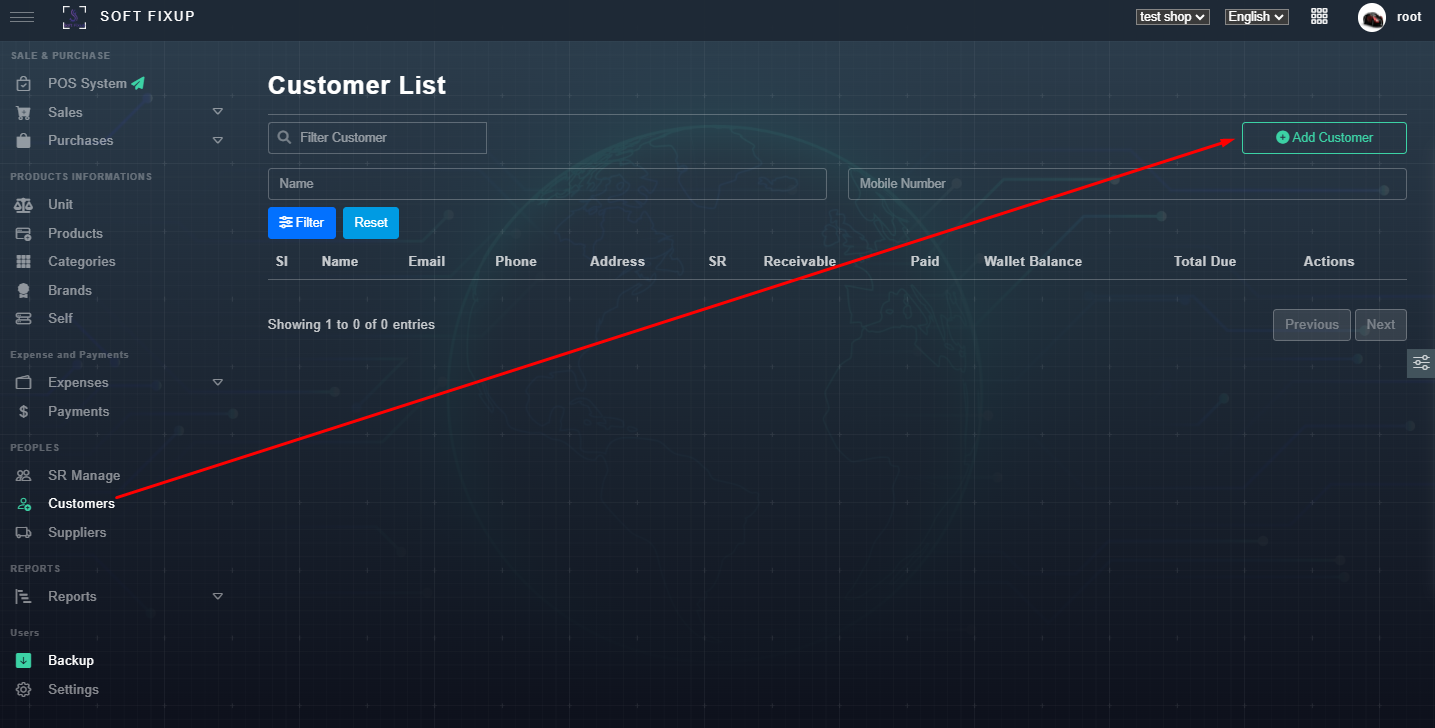 SOFT FIXUP
test shop
English
root
SALE & PURCHASE
POS System
Sales
Purchases
PRODUCTS INFORMATIONS
Unit
Products
Categories
Brands
Self
Expense and Payments
Expenses
Payments
PEOPLES
SR Manage
Customers
Suppliers
REPORTS
Reports
Users
Backup
Settings
Customer List
Filter Customer
Add Customer
Name
Mobile Number
Filter
Reset
Sl Name Email Phone Address SR Receivable Paid Wallet Balance Total Due Actions
Showing 1 to 0 of 0 entries
Previous
Next